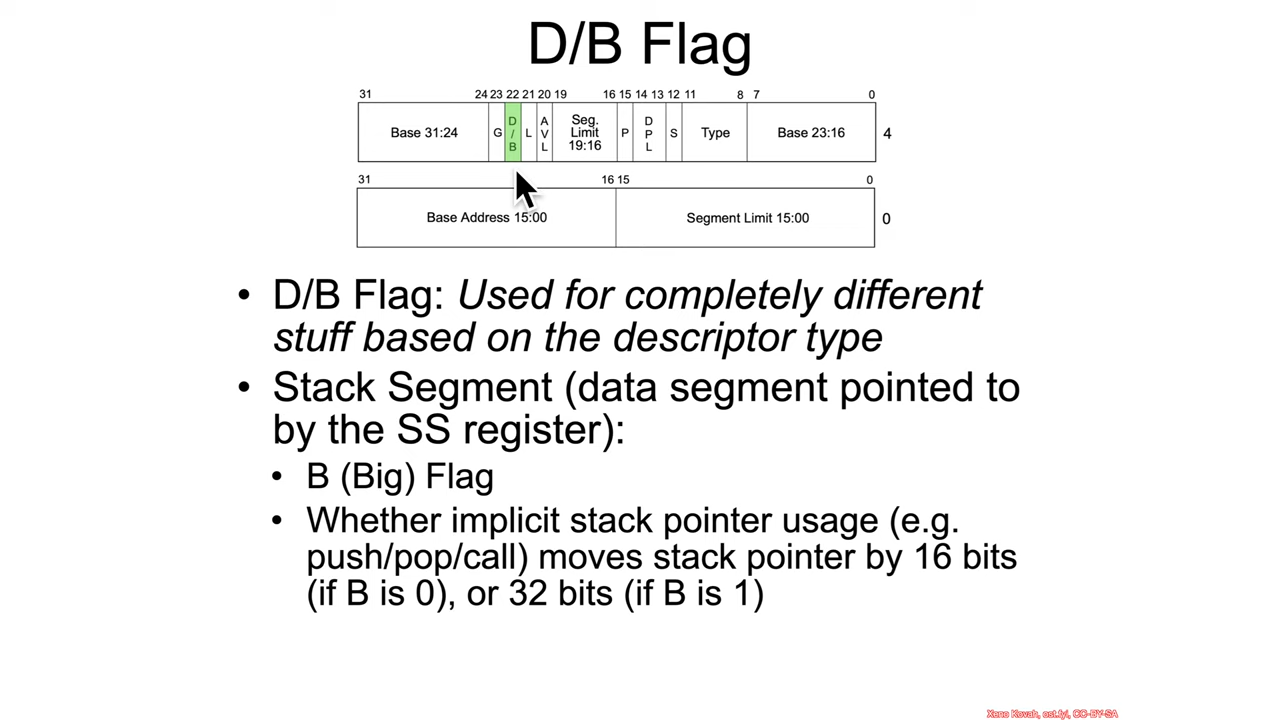 D/B Flag
31 24 23 22 21 20 19 16 15 14 13 12 11 8 7 0
Base 31:24 G D/B L AVL Seg. Limit 19:16 P DPL S Type Base 23:16 4
31 16 15 0
Base Address 15:00 Segment Limit 15:00 0
• D/B Flag: Used for completely different
stuff based on the descriptor type
• Stack Segment (data segment pointed to
by the SS register):
• B (Big) Flag
• Whether implicit stack pointer usage (e.g.
push/pop/call) moves stack pointer by 16 bits
(if B is 0), or 32 bits (if B is 1)
Xeno Kovah, ost.fyi, CC-BY-SA